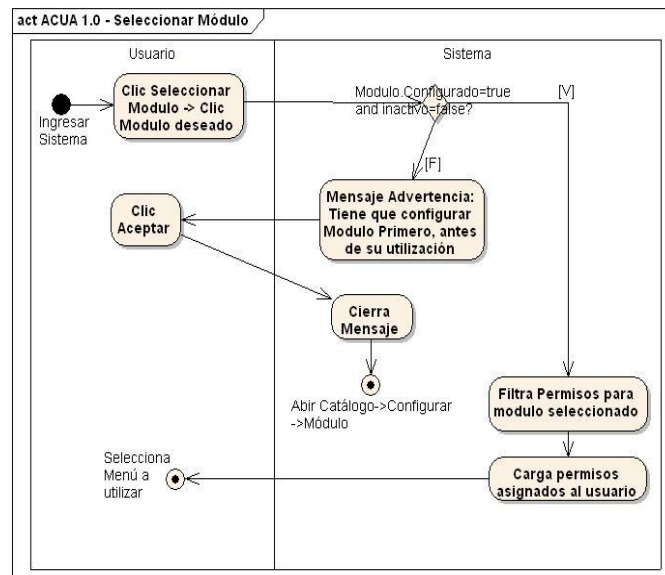 act ACUA 1.0 - Seleccionar Módulo
Usuario
Sistema
Ingresar
Sistema
Clic Seleccionar
Modulo -> Clic
Modulo deseado
Modulo.Configurado=true
and inactivo=false?
[V]
[F]
Mensaje Advertencia:
Tiene que configurar
Modulo Primero, antes
de su utilización
Clic
Aceptar
Cierra
Mensaje
Abir Catálogo->Configurar
->Módulo
Filtra Permisos para
modulo seleccionado
Carga permisos
asignados al usuario
Selecciona
Menú a
utilizar